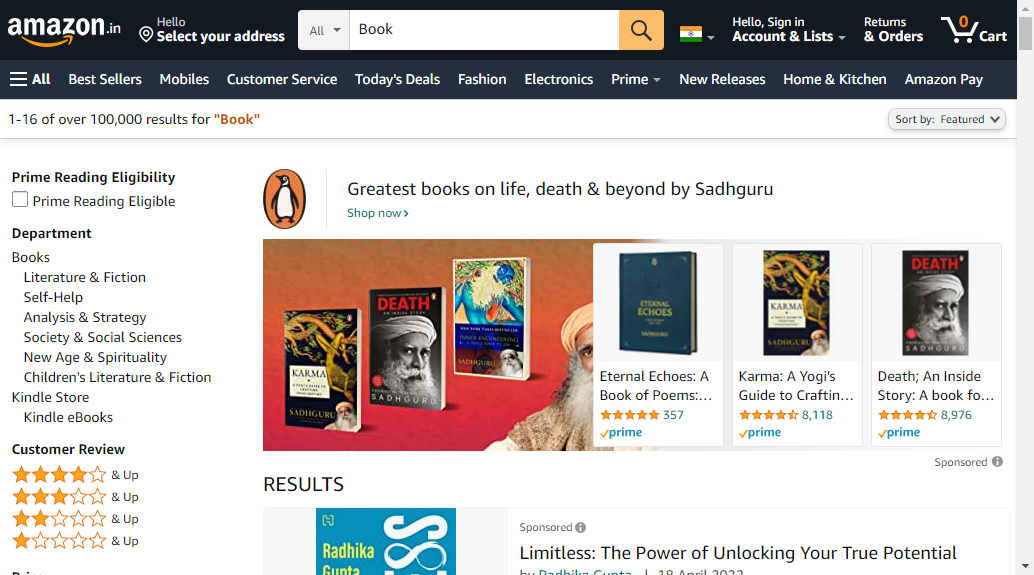 amazon.in
Hello
Select your address
All
Book
Hello, Sign in
Account & Lists
Returns
& Orders
0
Cart
All
Best Sellers
Mobiles
Customer Service
Today's Deals
Fashion
Electronics
Prime
New Releases
Home & Kitchen
Amazon Pay
1-16 of over 100,000 results for "Book"
Sort by: Featured
Prime Reading Eligibility
Prime Reading Eligible
Department
Books
Literature & Fiction
Self-Help
Analysis & Strategy
Society & Social Sciences
New Age & Spirituality
Children's Literature & Fiction
Kindle Store
Kindle eBooks
Customer Review
& Up
& Up
& Up
& Up
Greatest books on life, death & beyond by Sadhguru
Shop now
KARMA
SADHGURU
DEATH
AN INSIDE STORY
SADHGURU
INNER ENGINEERING
SADHGURU
ETERNAL
ECHOES
Eternal Echoes: A
Book of Poems:...
357
prime
KARMA
SADHGURU
Karma: A Yogi's
Guide to Craftin...
8,118
prime
DEATH
AN INSIDE STORY
SADHGURU
Death; An Inside
Story: A book fo...
8,976
prime
Sponsored
RESULTS
Radhika
Gupta
Sponsored
Limitless: The Power of Unlocking Your True Potential
by Radhika Gupta | 18 April 2022